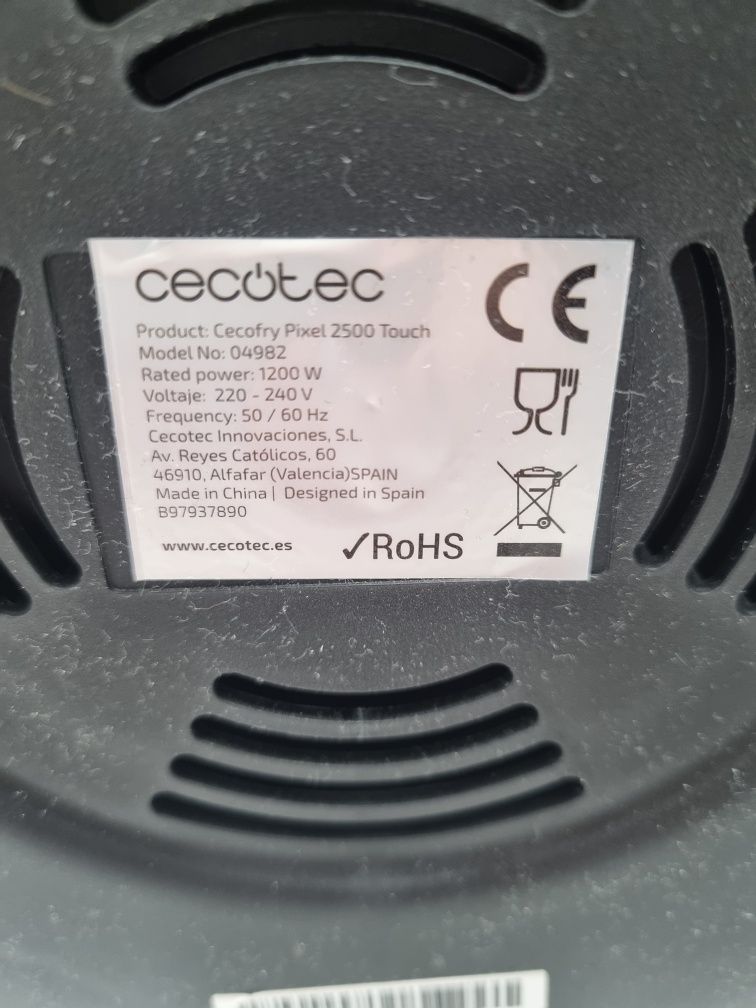 cecotec
CE
Product: Cecofry Pixel 2500 Touch
Model No: 04982
Rated power: 1200 W
Voltaje: 220 - 240 V
Frequency: 50 / 60 Hz
Cecotec Innovaciones, S.L.
Av. Reyes Católicos, 60
46910, Alfafar (Valencia)SPAIN
Made in China | Designed in Spain
B97937890
www.cecotec.es
✓RoHS